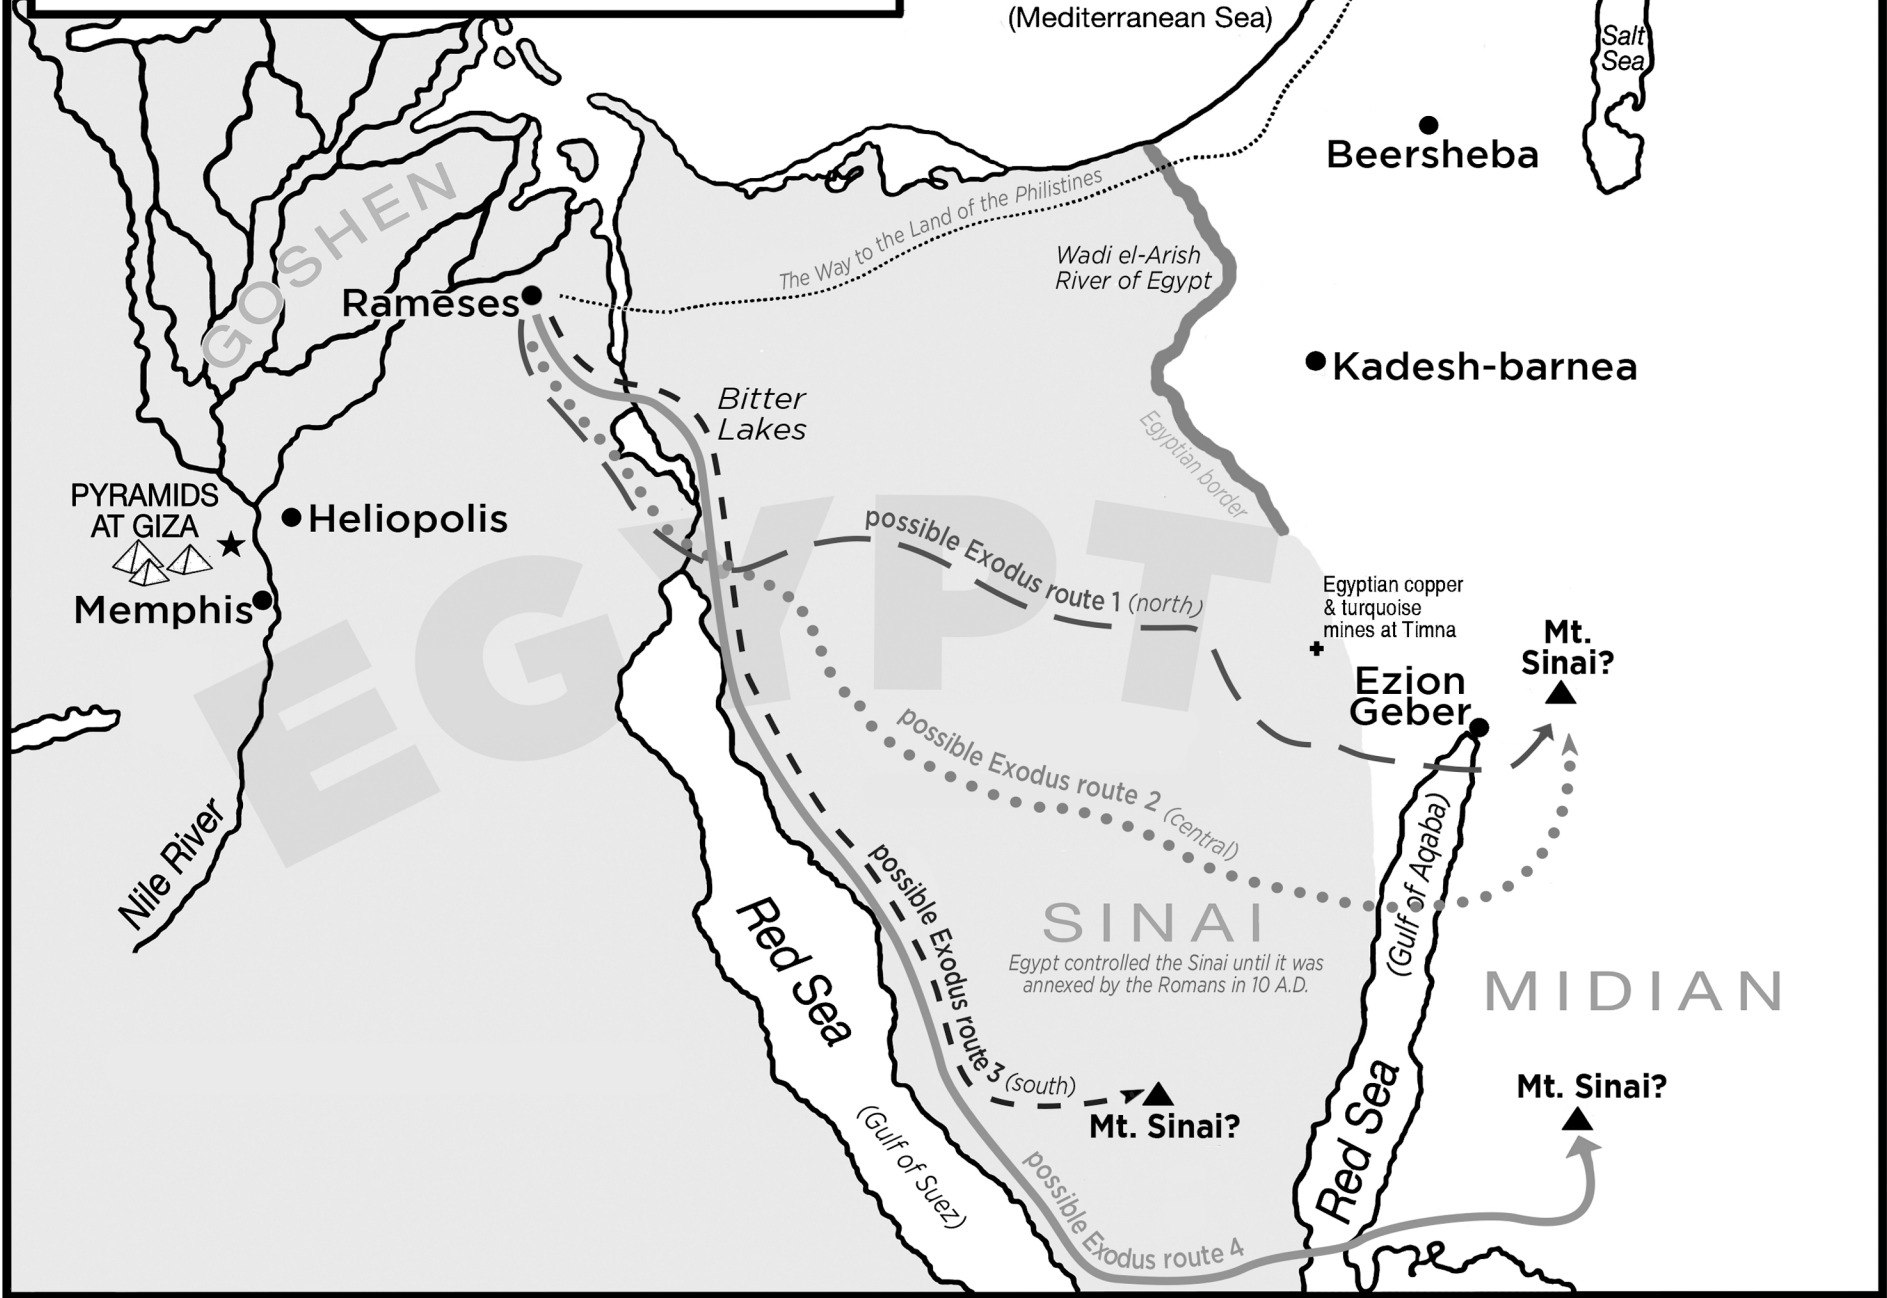 (Mediterranean Sea)
Salt
Sea
Beersheba
GOSHEN
The Way to the Land of the Philistines
Wadi el-Arish
River of Egypt
Rameses
Kadesh-barnea
Bitter
Lakes
Egyptian border
PYRAMIDS
AT GIZA
Heliopolis
Memphis
EGYPT
possible Exodus route 1 (north)
Egyptian copper
& turquoise
mines at Timna
Mt.
Sinai?
Ezion
Geber
possible Exodus route 2 (central)
Nile River
(Gulf of Aqaba)
possible Exodus route 3 (south)
Red Sea
SINAI
Egypt controlled the Sinai until it was
annexed by the Romans in 10 A.D.
MIDIAN
Mt. Sinai?
Mt. Sinai?
Red Sea
(Gulf of Suez)
possible Exodus route 4